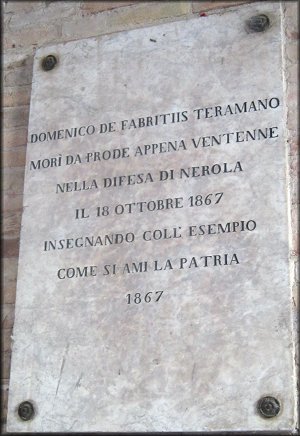 DOMENICO DE FABRITIIS TERAMANO
MORÌ DA PRODE APPENA VENTENNE
NELLA DIFESA DI NEROLA
IL 18 OTTOBRE 1867
INSEGNANDO COLL' ESEMPIO
COME SI AMI LA PATRIA
1867